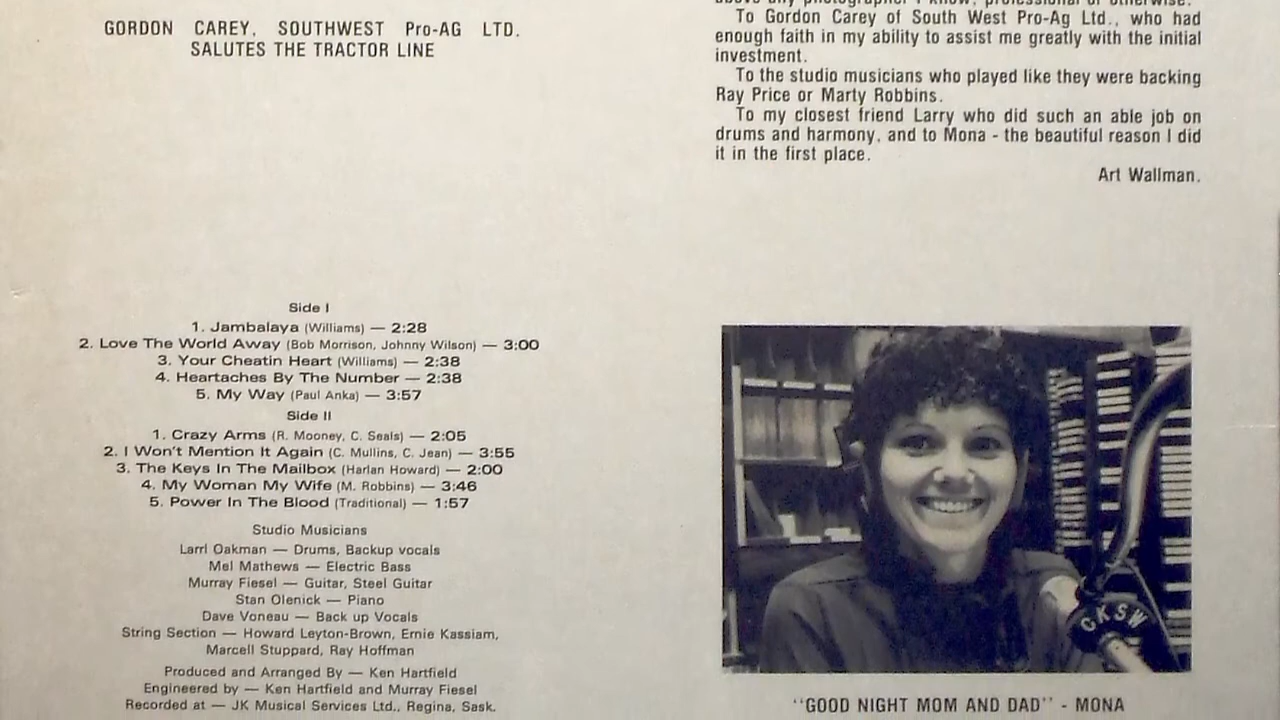 GORDON CAREY, SOUTHWEST Pro-AG LTD.
SALUTES THE TRACTOR LINE
above any photographer I know, professional or otherwise.
To Gordon Carey of South West Pro-Ag Ltd., who had
enough faith in my ability to assist me greatly with the initial
investment.
To the studio musicians who played like they were backing
Ray Price or Marty Robbins.
To my closest friend Larry who did such an able job on
drums and harmony, and to Mona - the beautiful reason I did
it in the first place.
Art Wallman.
Side I
1. Jambalaya (Williams) — 2:28
2. Love The World Away (Bob Morrison, Johnny Wilson) — 3:00
3. Your Cheatin Heart (Williams) — 2:38
4. Heartaches By The Number — 2:38
5. My Way (Paul Anka) — 3:57
Side II
1. Crazy Arms (R. Mooney, C. Seals) — 2:05
2. I Won't Mention It Again (C. Mullins, C. Jean) — 3:55
3. The Keys In The Mailbox (Harlan Howard) — 2:00
4. My Woman My Wife (M. Robbins) — 3:46
5. Power In The Blood (Traditional) — 1:57
Studio Musicians
Larri Oakman — Drums, Backup vocals
Mel Mathews — Electric Bass
Murray Fiesel — Guitar, Steel Guitar
Stan Olenick — Piano
Dave Voneau — Back up Vocals
String Section — Howard Leyton-Brown, Ernie Kassiam,
Marcell Stuppard, Ray Hoffman
Produced and Arranged By — Ken Hartfield
Engineered by — Ken Hartfield and Murray Fiesel
Recorded at — JK Musical Services Ltd., Regina, Sask.
CKSW
"GOOD NIGHT MOM AND DAD" - MONA